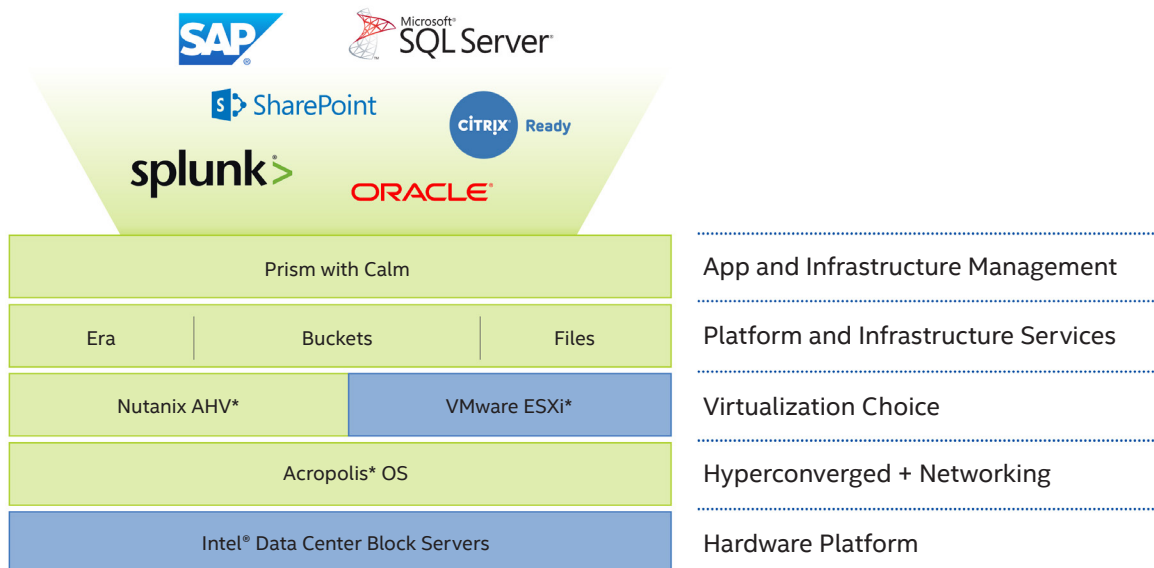 SAP®
Microsoft®
SQL Server®
SharePoint
CİTRIX® Ready
splunk®>
ORACLE®
Prism with Calm
App and Infrastructure Management
Era Buckets Files
Platform and Infrastructure Services
Nutanix AHV* VMware ESXi*
Virtualization Choice
Acropolis* OS
Hyperconverged + Networking
Intel® Data Center Block Servers
Hardware Platform